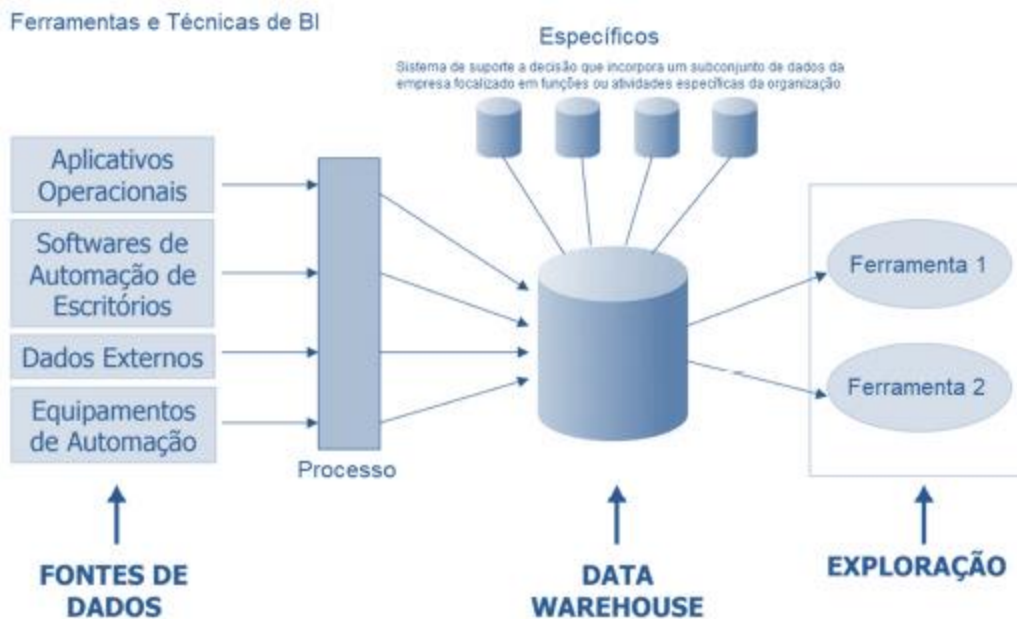 Ferramentas e Técnicas de BI
Específicos
Sistema de suporte a decisão que incorpora um subconjunto de dados da
empresa focalizado em funções ou atividades específicas da organização
Aplicativos
Operacionais
Softwares de
Automação de
Escritórios
Dados Externos
Equipamentos
de Automação
Processo
Ferramenta 1
Ferramenta 2
FONTES DE
DADOS
DATA
WAREHOUSE
EXPLORAÇÃO